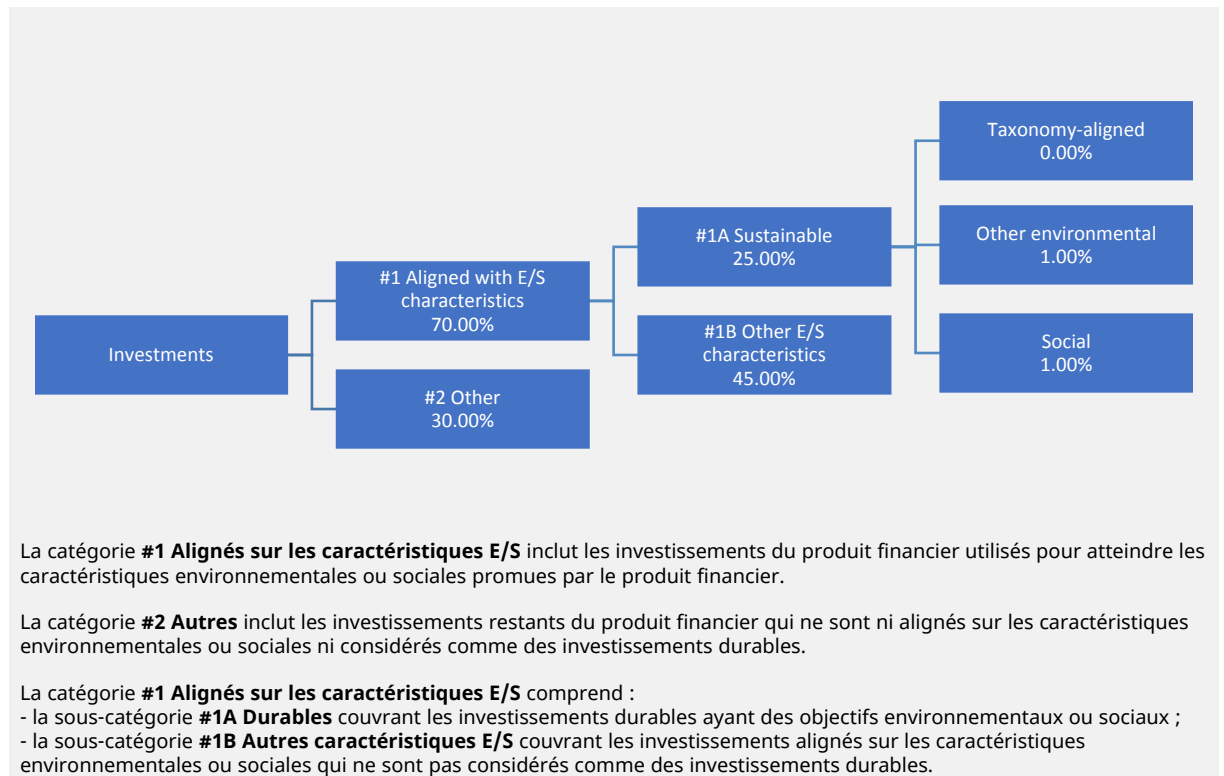 Investments
#1 Aligned with E/S
characteristics
70.00%
#2 Other
30.00%
#1A Sustainable
25.00%
#1B Other E/S
characteristics
45.00%
Taxonomy-aligned
0.00%
Other environmental
1.00%
Social
1.00%
La catégorie #1 Alignés sur les caractéristiques E/S inclut les investissements du produit financier utilisés pour atteindre les
caractéristiques environnementales ou sociales promues par le produit financier.
La catégorie #2 Autres inclut les investissements restants du produit financier qui ne sont ni alignés sur les caractéristiques
environnementales ou sociales ni considérés comme des investissements durables.
La catégorie #1 Alignés sur les caractéristiques E/S comprend :
- la sous-catégorie #1A Durables couvrant les investissements durables ayant des objectifs environnementaux ou sociaux ;
- la sous-catégorie #1B Autres caractéristiques E/S couvrant les investissements alignés sur les caractéristiques
environnementales ou sociales qui ne sont pas considérés comme des investissements durables.